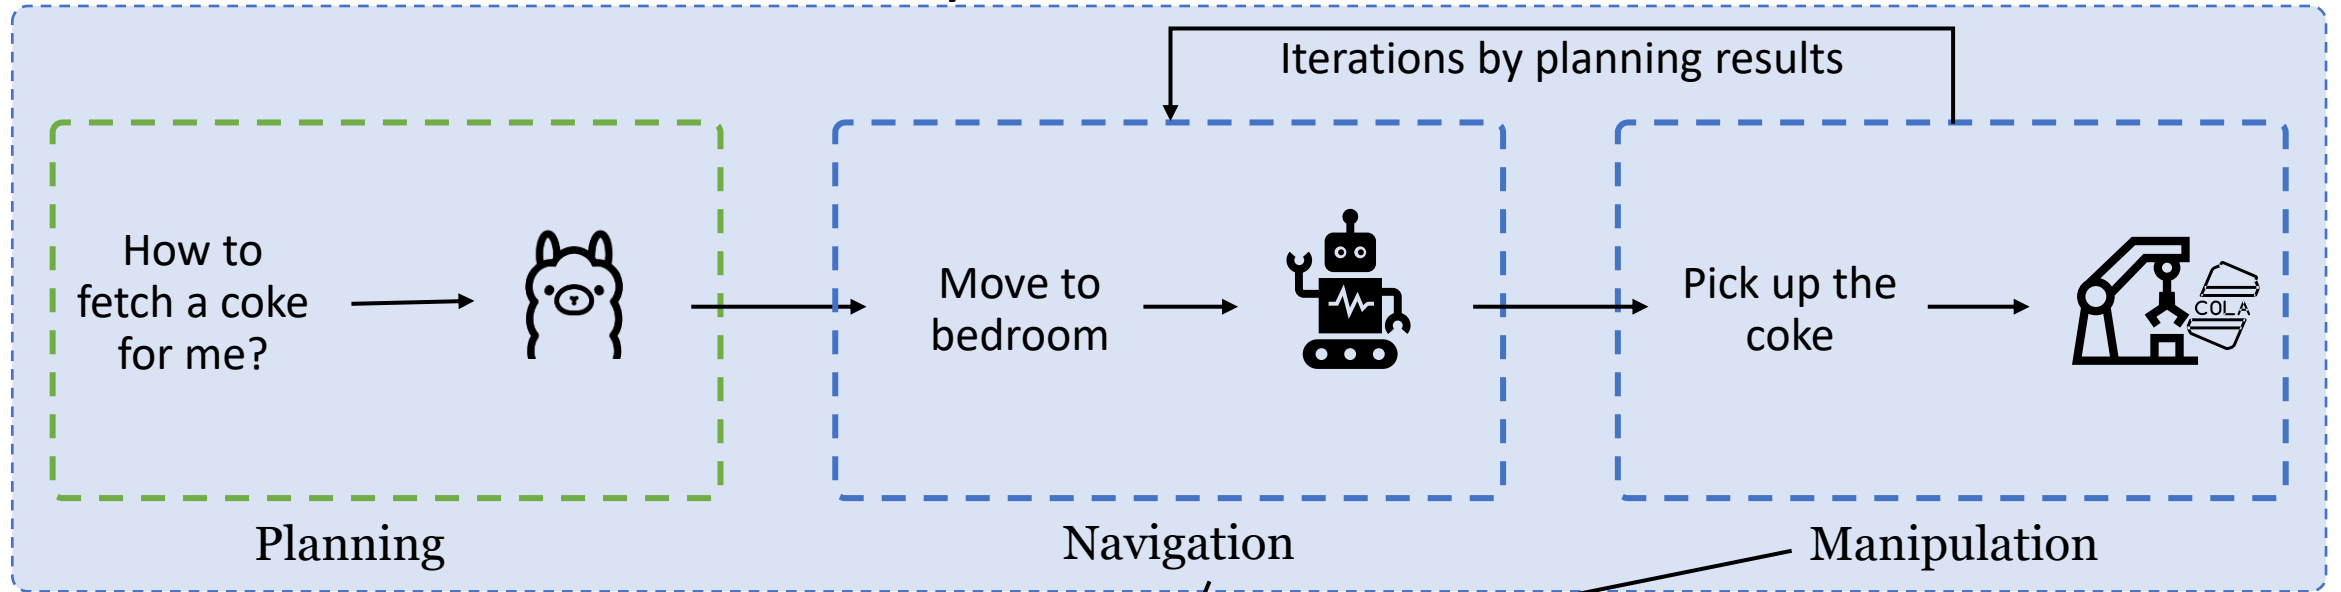 Iterations by planning results
How to
fetch a coke
for me?
Move to
bedroom
Pick up the
coke
COLA
Planning
Navigation
Manipulation